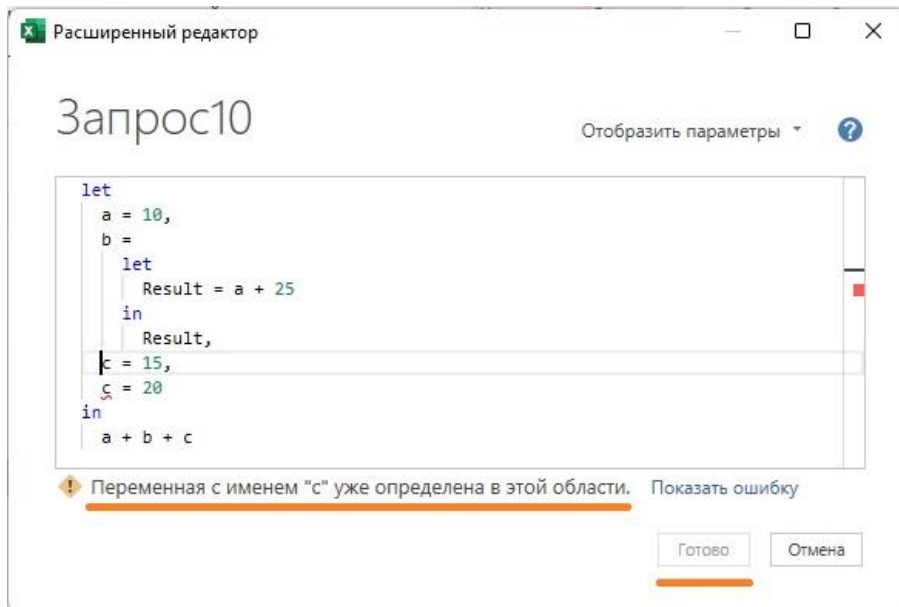 Расширенный редактор
Запрос10
Отобразить параметры
?
let
a = 10,
b =
let
Result = a + 25
in
Result,
c = 15,
c = 20
in
a + b + c
Переменная с именем "c" уже определена в этой области. Показать ошибку
Готово Отмена